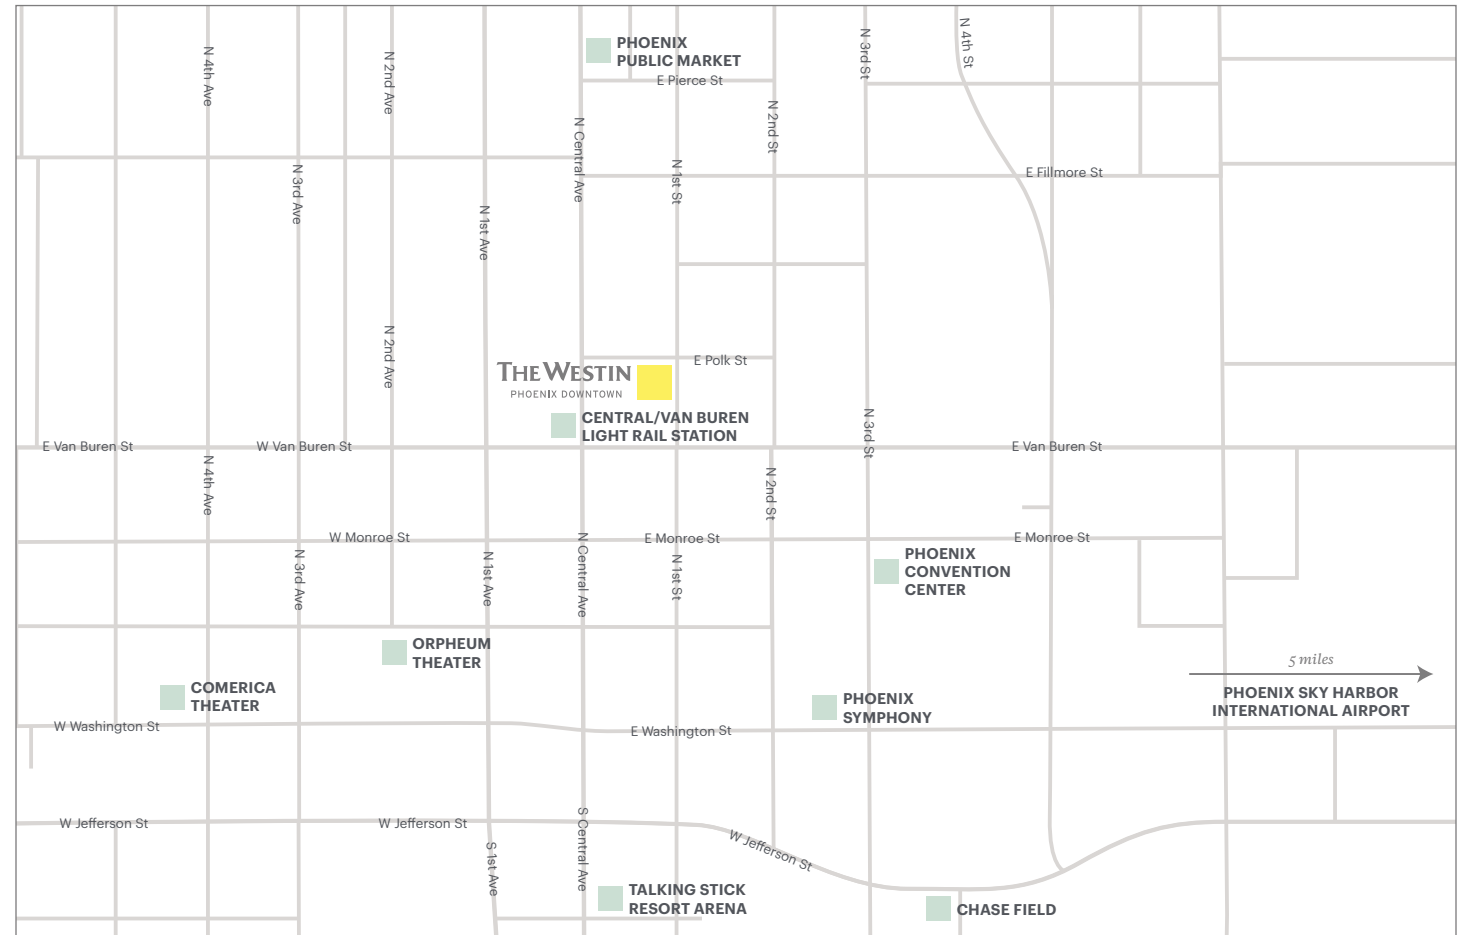 PHOENIX
PUBLIC MARKET
N 4th St
N 3rd St
N 4th Ave
N 2nd Ave
E Pierce St
N 2nd St
N Central Ave
N 3rd Ave
N 1st St
E Fillmore St
N 1st Ave
N 2nd Ave
E Polk St
THE WESTIN
PHOENIX DOWNTOWN
CENTRAL/VAN BUREN
LIGHT RAIL STATION
N 3rd St
E Van Buren St
W Van Buren St
E Van Buren St
N 4th Ave
N 2nd St
W Monroe St
E Monroe St
E Monroe St
N 3rd Ave
N 1st Ave
N Central Ave
N 1st St
PHOENIX
CONVENTION
CENTER
ORPHEUM
THEATER
5 miles
PHOENIX SKY HARBOR
INTERNATIONAL AIRPORT
COMERICA
THEATER
PHOENIX
SYMPHONY
W Washington St
E Washington St
W Jefferson St
W Jefferson St
W Jefferson St
S Central Ave
S 1st Ave
TALKING STICK
RESORT ARENA
CHASE FIELD